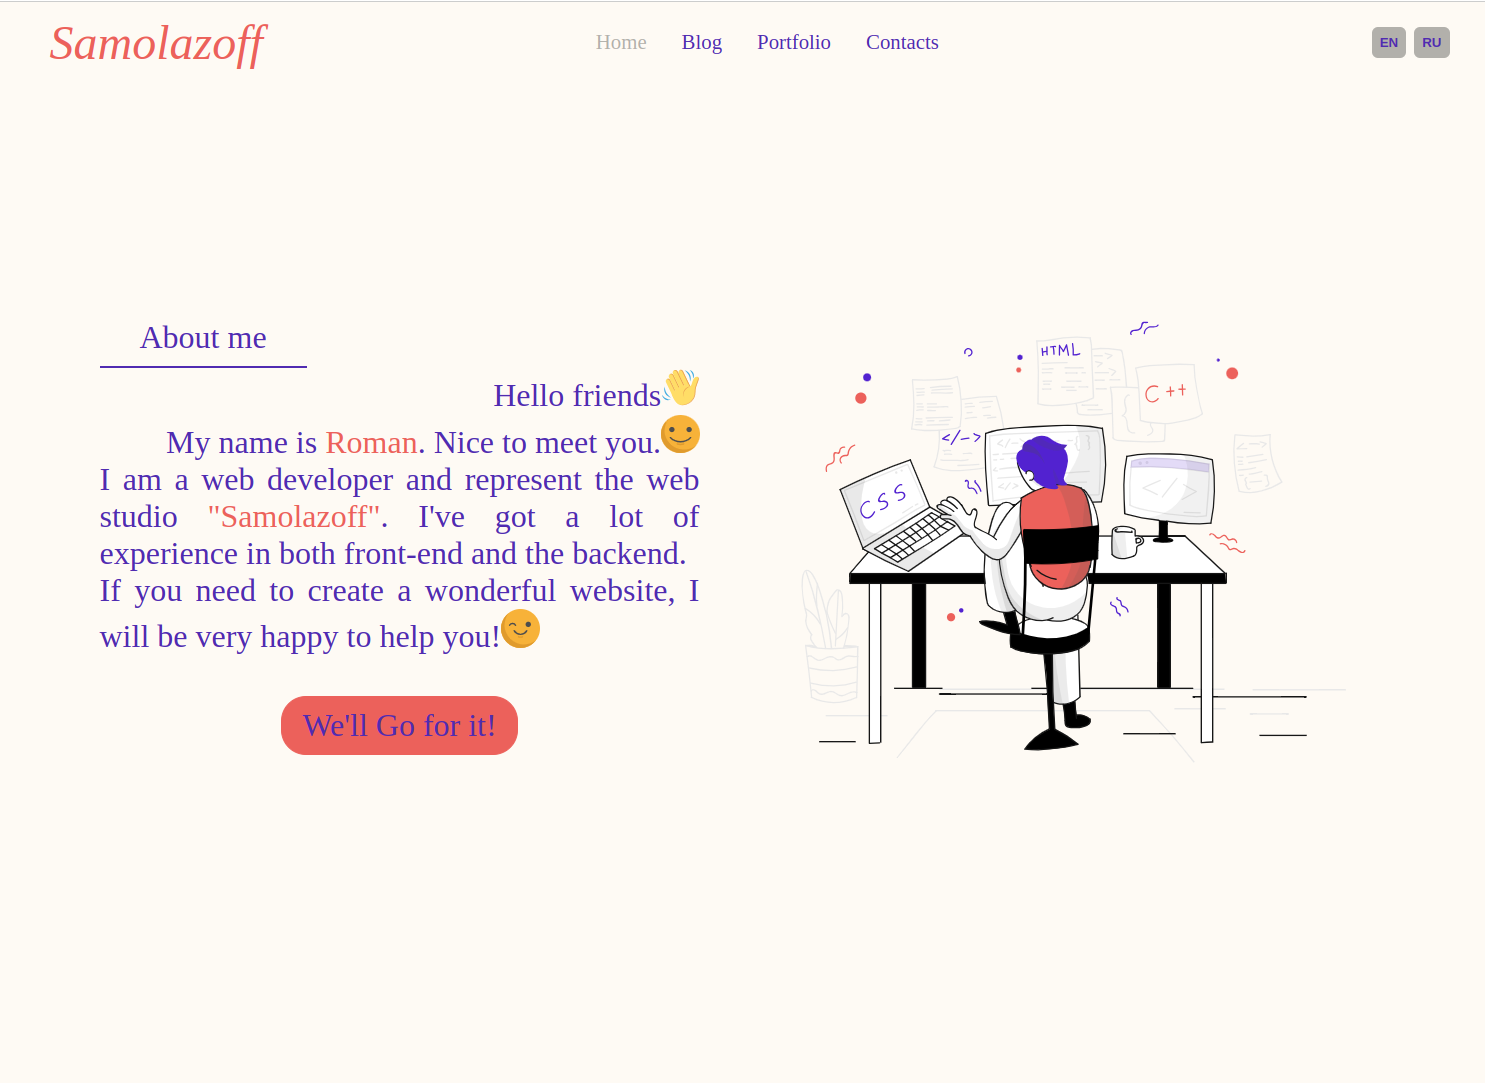 Samolazoff
Home Blog Portfolio Contacts
EN RU
About me
Hello friends👋
My name is Roman. Nice to meet you.🙂
I am a web developer and represent the web
studio "Samolazoff". I've got a lot of
experience in both front-end and the backend.
If you need to create a wonderful website, I
will be very happy to help you!😉
We'll Go for it!
HTML
C++
</–>
CSS
</>